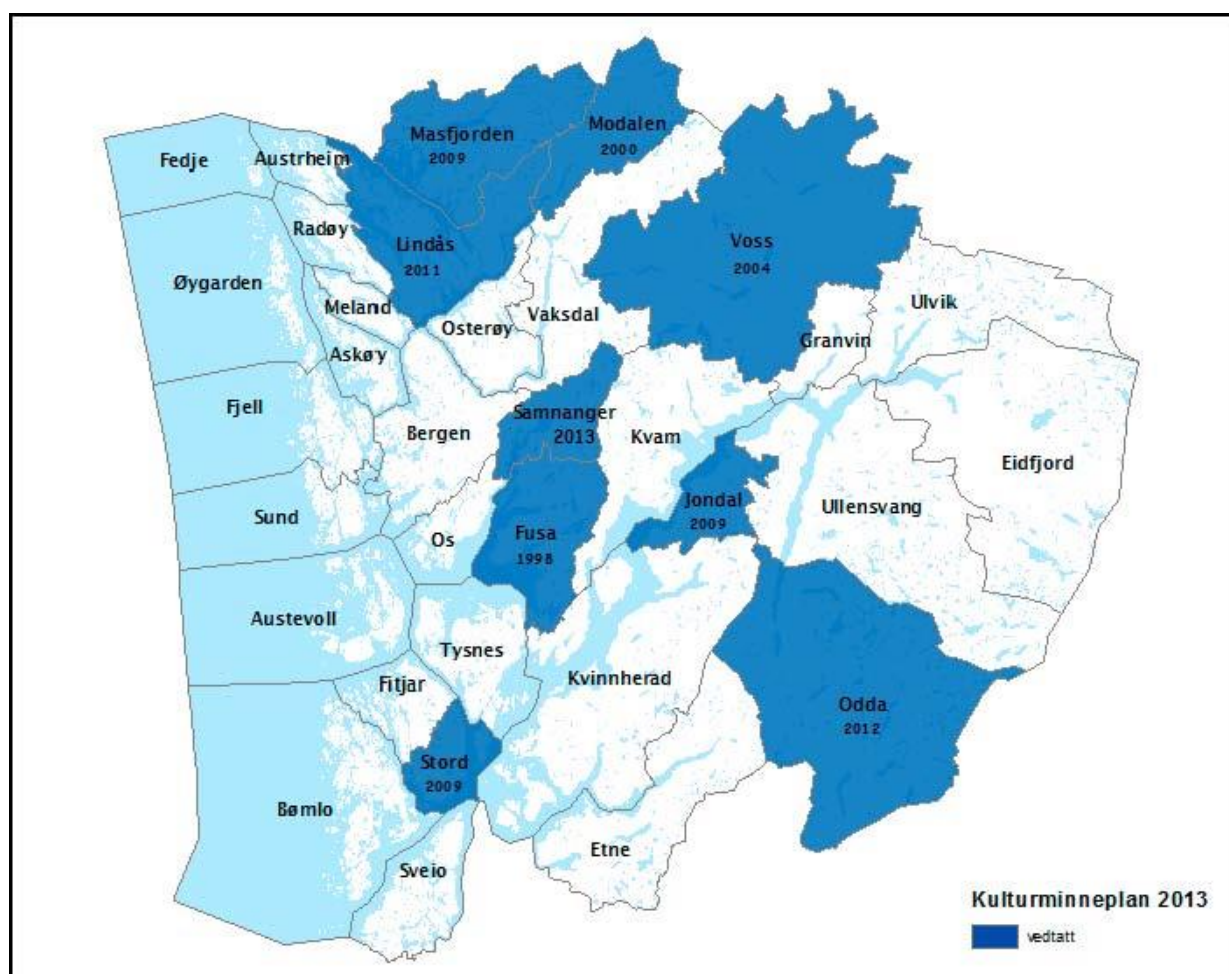 Masfjorden
2009
Modalen
2000
Fedje
Austrheim
Radøy
Lindås
2011
Voss
2004
Øygarden
Meland
Osterøy
Vaksdal
Ulvik
Granvin
Askøy
Fjell
Bergen
Samnanger
2013
Kvam
Eidfjord
Jondal
2009
Ullensvang
Sund
Os
Fusa
1998
Austevoll
Tysnes
Fitjar
Kvinnherad
Odda
2012
Stord
2009
Bømlo
Etne
Sveio
Kulturminneplan 2013
vedtatt